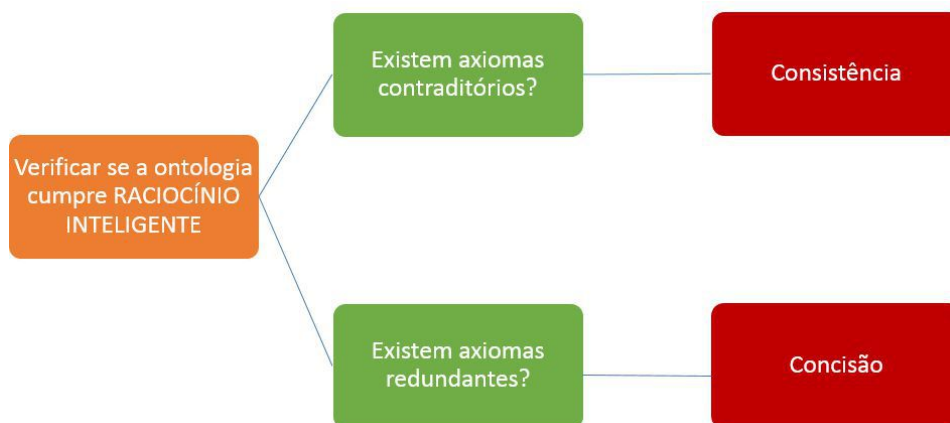 Verificar se a ontologia
cumpre RACIOCÍNIO
INTELIGENTE
Existem axiomas
contraditórios?
Consistência
Existem axiomas
redundantes?
Concisão